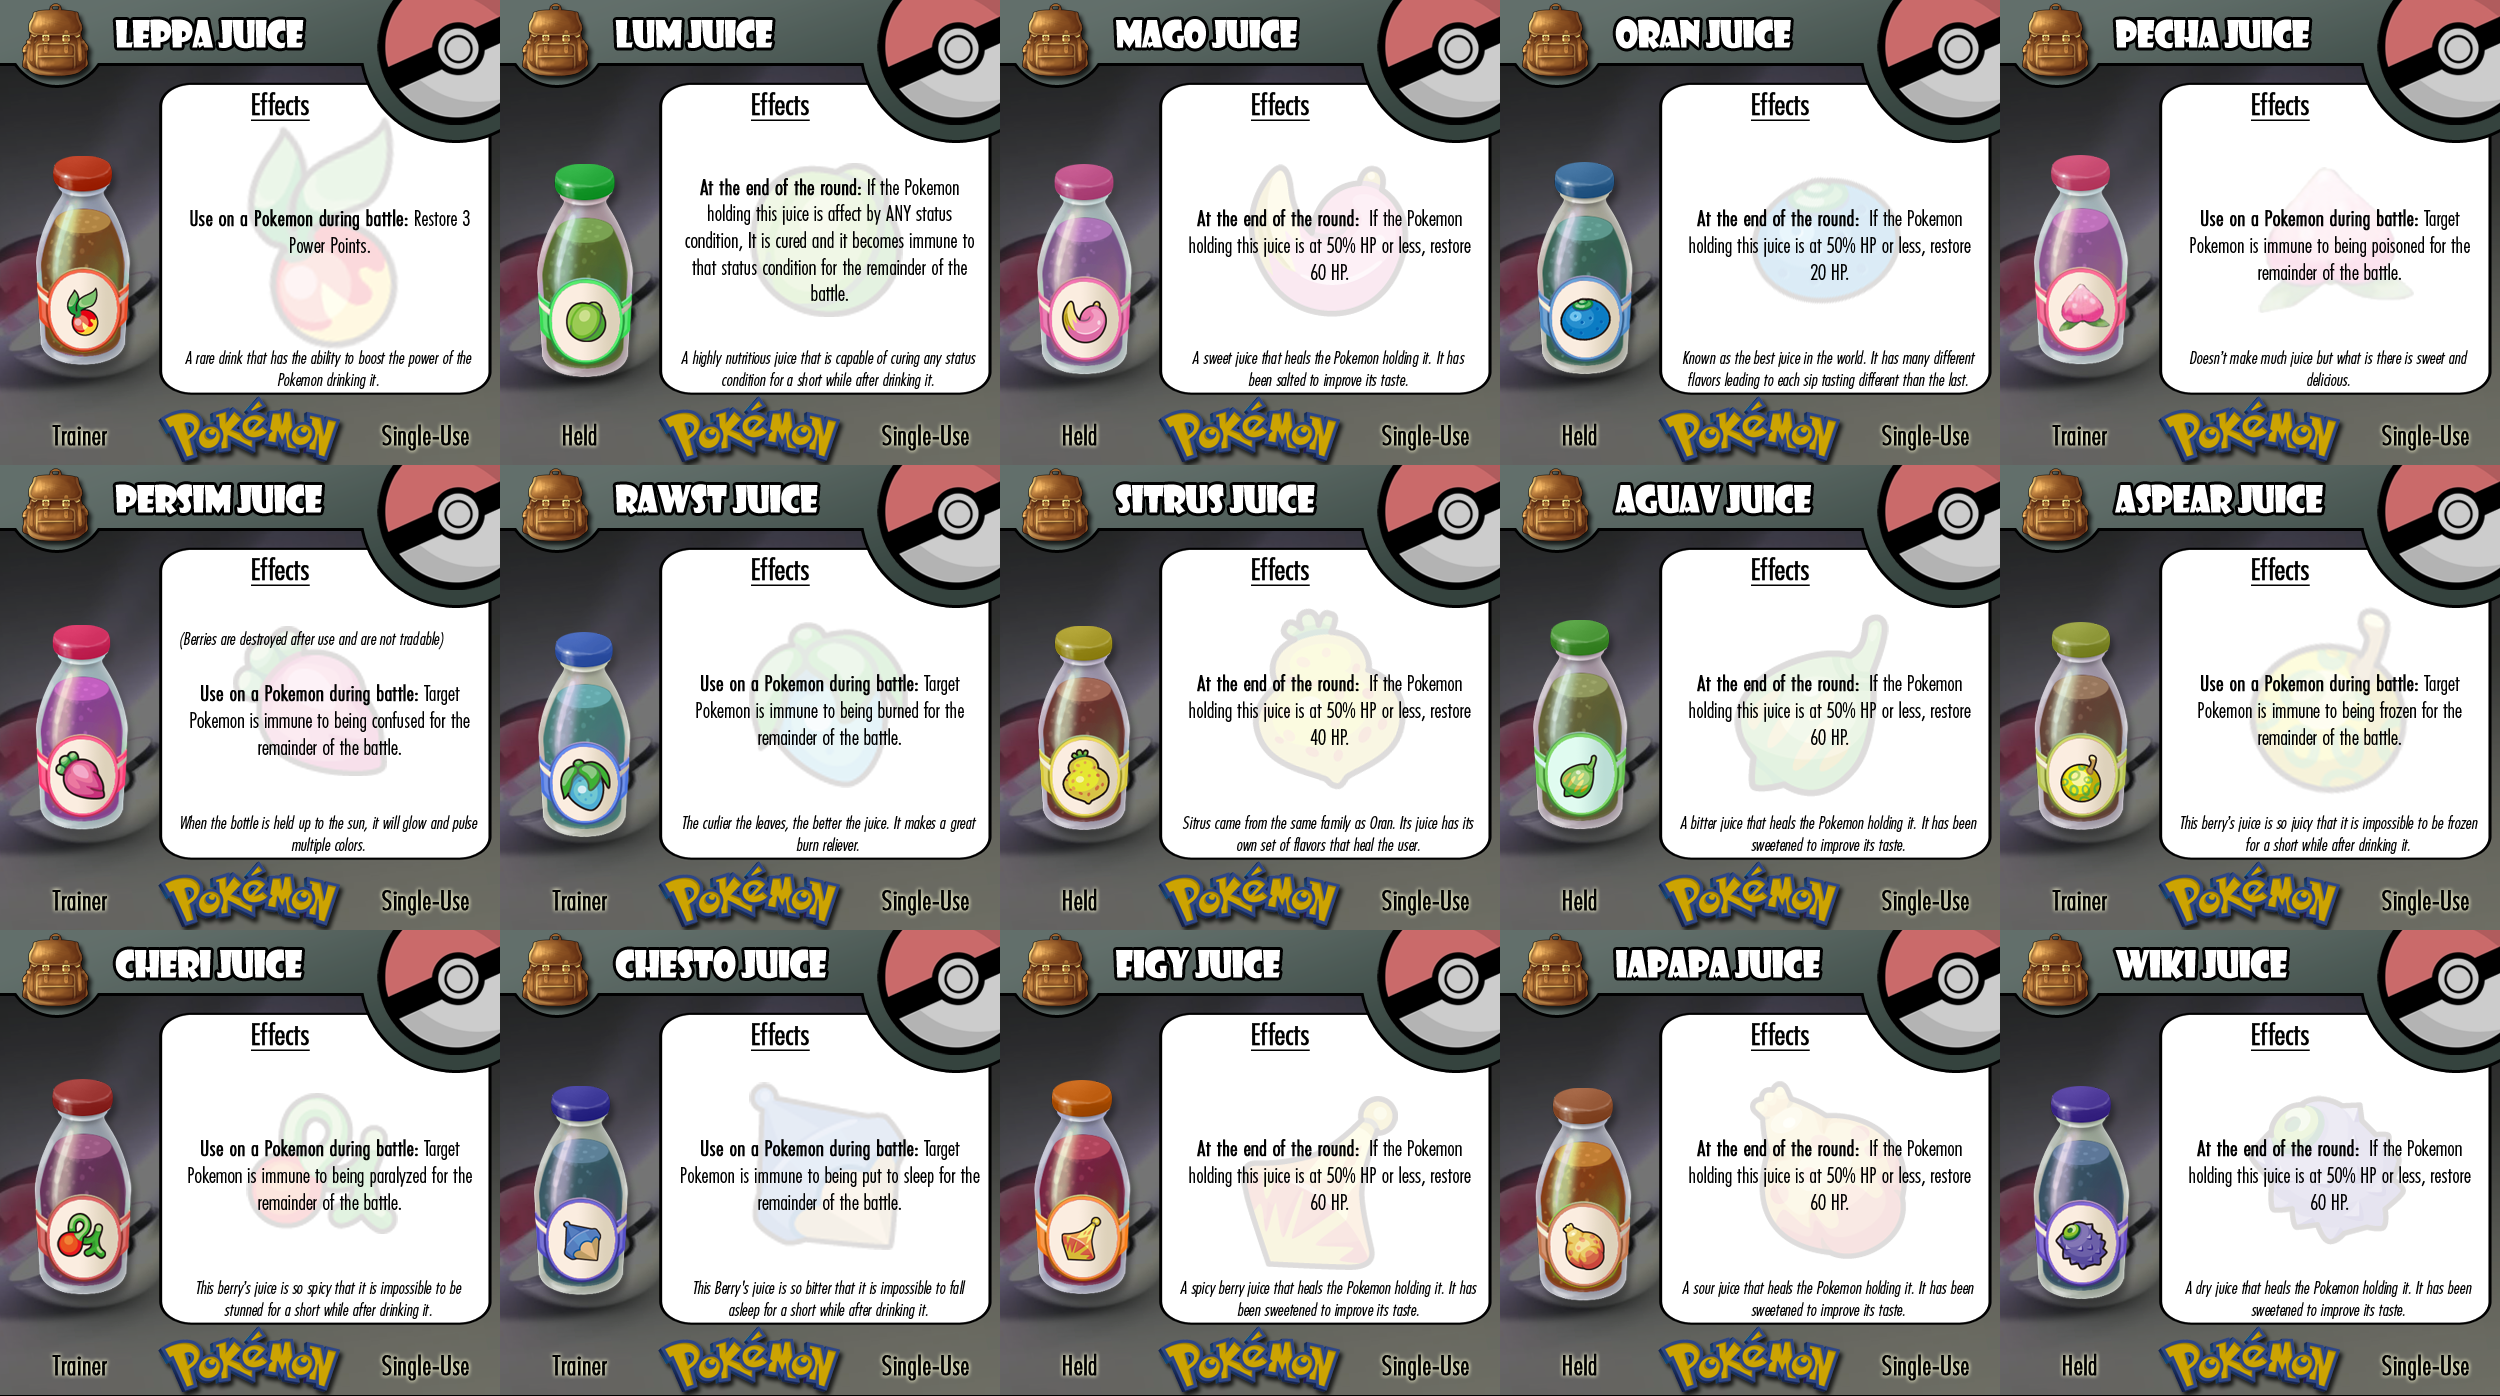 LEPPA JUICE
Effects
Use on a Pokemon during battle: Restore 3
Power Points.
A rare drink that has the ability to boost the power of the
Pokemon drinking it.
Trainer
POKéMON
Single-Use
LUM JUICE
Effects
At the end of the round: If the Pokemon
holding this juice is affect by ANY status
condition, It is cured and it becomes immune to
that status condition for the remainder of the
battle.
A highly nutritious juice that is capable of curing any status
condition for a short while after drinking it.
Held
POKéMON
Single-Use
MAGO JUICE
Effects
At the end of the round: If the Pokemon
holding this juice is at 50% HP or less, restore
60 HP.
A sweet juice that heals the Pokemon holding it. It has
been salted to improve its taste.
Held
POKéMON
Single-Use
ORAN JUICE
Effects
At the end of the round: If the Pokemon
holding this juice is at 50% HP or less, restore
20 HP.
Known as the best juice in the world. It has many different
flavors leading to each sip tasting different than the last.
Held
POKéMON
Single-Use
PECHA JUICE
Effects
Use on a Pokemon during battle: Target
Pokemon is immune to being poisoned for the
remainder of the battle.
Doesn't make much juice but what is there is sweet and
delicious.
Trainer
POKéMON
Single-Use
PERSIM JUICE
Effects
(Berries are destroyed after use and are not tradable)
Use on a Pokemon during battle: Target
Pokemon is immune to being confused for the
remainder of the battle.
When the bottle is held up to the sun, it will glow and pulse
multiple colors.
Trainer
POKéMON
Single-Use
RAWST JUICE
Effects
Use on a Pokemon during battle: Target
Pokemon is immune to being burned for the
remainder of the battle.
The curlier the leaves, the better the juice. It makes a great
burn reliever.
Trainer
POKéMON
Single-Use
SITRUS JUICE
Effects
At the end of the round: If the Pokemon
holding this juice is at 50% HP or less, restore
40 HP.
Sitrus came from the same family as Oran. Its juice has its
own set of flavors that heal the user.
Held
POKéMON
Single-Use
AGUAV JUICE
Effects
At the end of the round: If the Pokemon
holding this juice is at 50% HP or less, restore
60 HP.
A bitter juice that heals the Pokemon holding it. It has been
sweetened to improve its taste.
Held
POKéMON
Single-Use
ASPEAR JUICE
Effects
Use on a Pokemon during battle: Target
Pokemon is immune to being frozen for the
remainder of the battle.
This berry's juice is so juicy that it is impossible to be frozen
for a short while after drinking it.
Trainer
POKéMON
Single-Use
CHERI JUICE
Effects
Use on a Pokemon during battle: Target
Pokemon is immune to being paralyzed for the
remainder of the battle.
This berry's juice is so spicy that it is impossible to be
stunned for a short while after drinking it.
Trainer
POKéMON
Single-Use
CHESTO JUICE
Effects
Use on a Pokemon during battle: Target
Pokemon is immune to being put to sleep for the
remainder of the battle.
This Berry's juice is so bitter that it is impossible to fall
asleep for a short while after drinking it.
Trainer
POKéMON
Single-Use
FIGY JUICE
Effects
At the end of the round: If the Pokemon
holding this juice is at 50% HP or less, restore
60 HP.
A spicy berry juice that heals the Pokemon holding it. It has
been sweetened to improve its taste.
Held
POKéMON
Single-Use
IAPAPA JUICE
Effects
At the end of the round: If the Pokemon
holding this juice is at 50% HP or less, restore
60 HP.
A sour juice that heals the Pokemon holding it. It has been
sweetened to improve its taste.
Held
POKéMON
Single-Use
WIKI JUICE
Effects
At the end of the round: If the Pokemon
holding this juice is at 50% HP or less, restore
60 HP.
A dry juice that heals the Pokemon holding it. It has been
sweetened to improve its taste.
Held
POKéMON
Single-Use